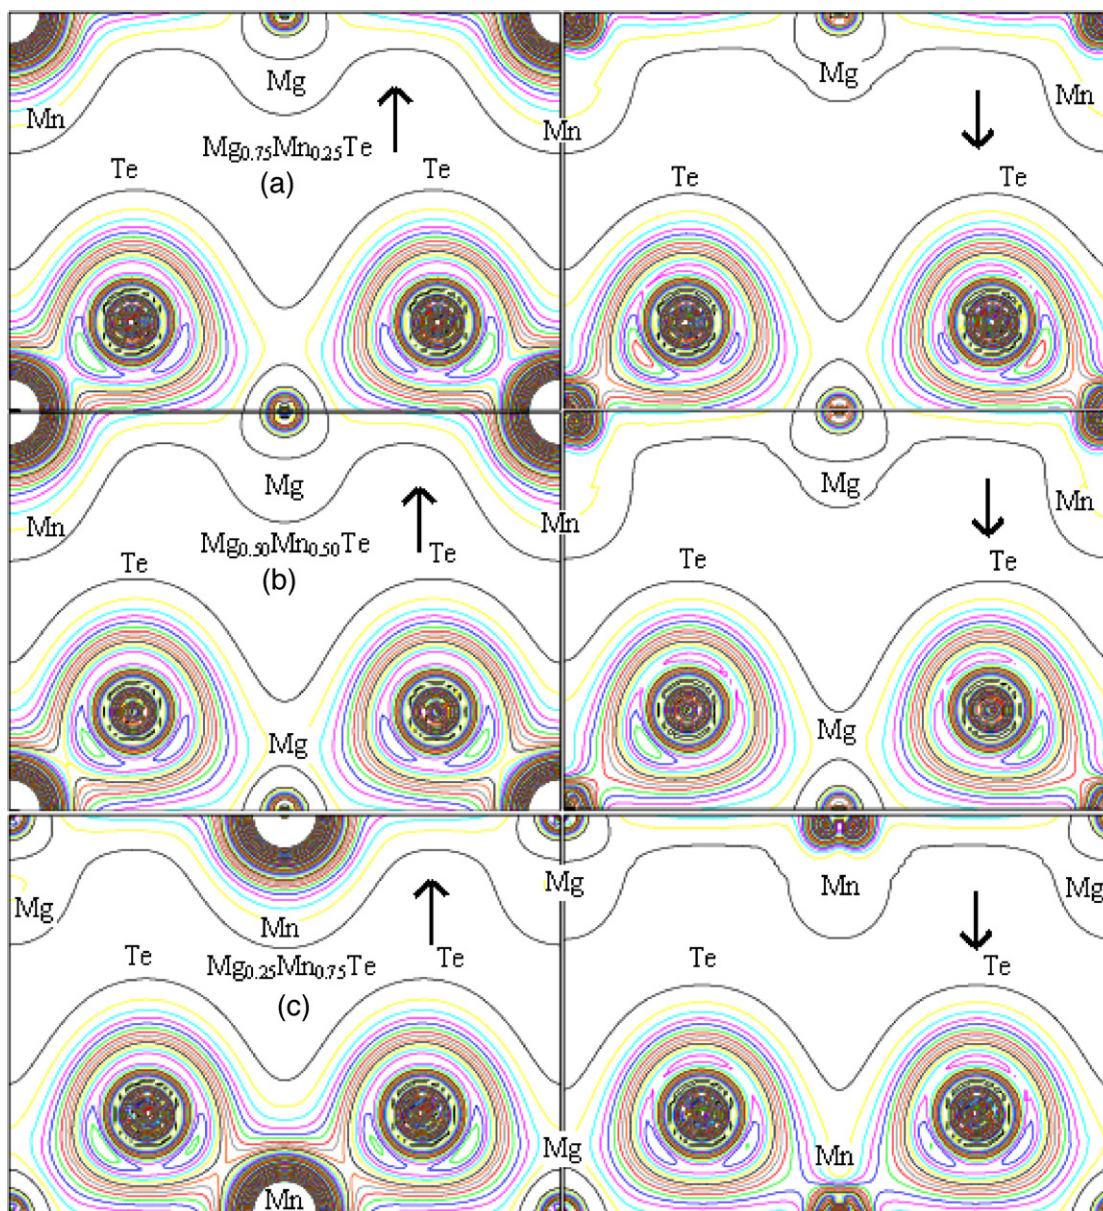 Mg Mg
Mn Mn Mn
Mg₀.₇₅Mn₀.₂₅Te
Te Te Te Te
(a)
Mg Mg
Mn Mn Mn
Mg₀.₅₀Mn₀.₅₀Te
Te Te Te Te
(b)
Mg Mg
Mg Mn Mg Mn Mg
Te Te Te Te
Mg₀.₂₅Mn₀.₇₅Te
(c)
Mn Mg Mn Mg